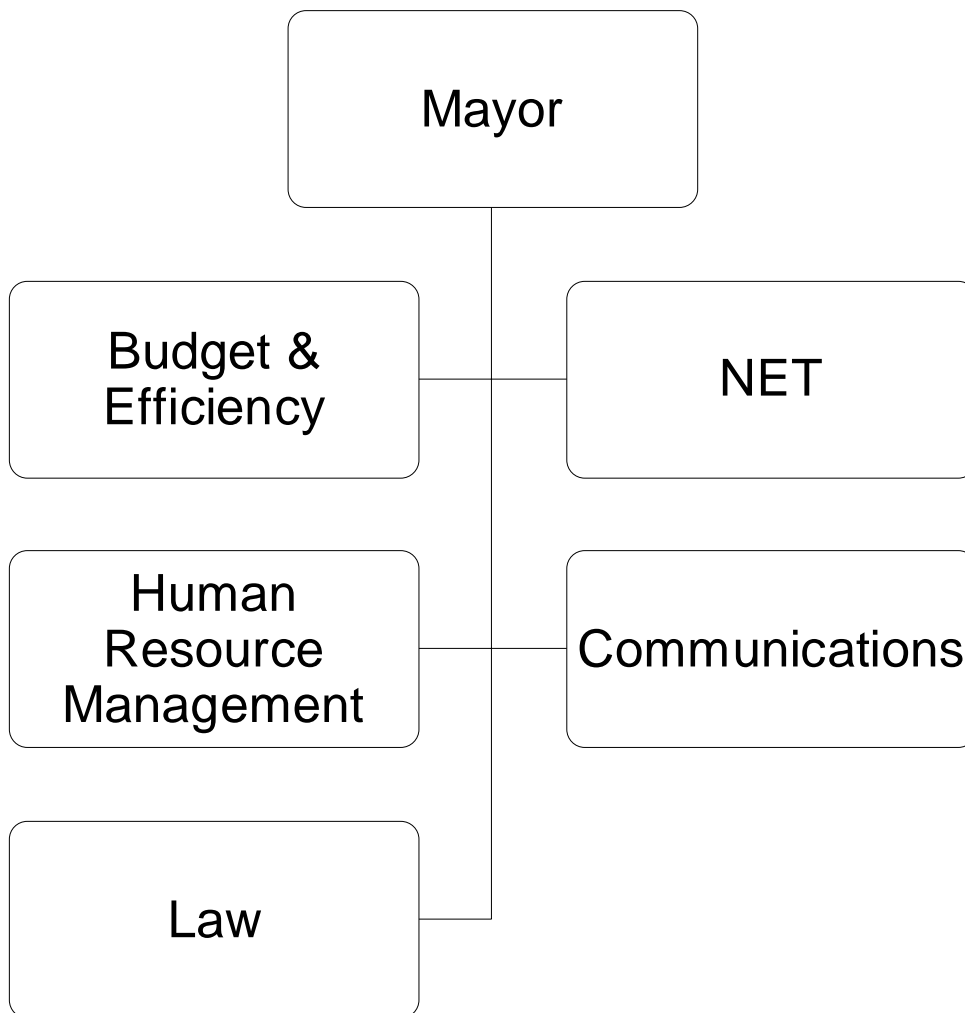 Mayor
Budget &
Efficiency
NET
Human
Resource
Management
Communications
Law